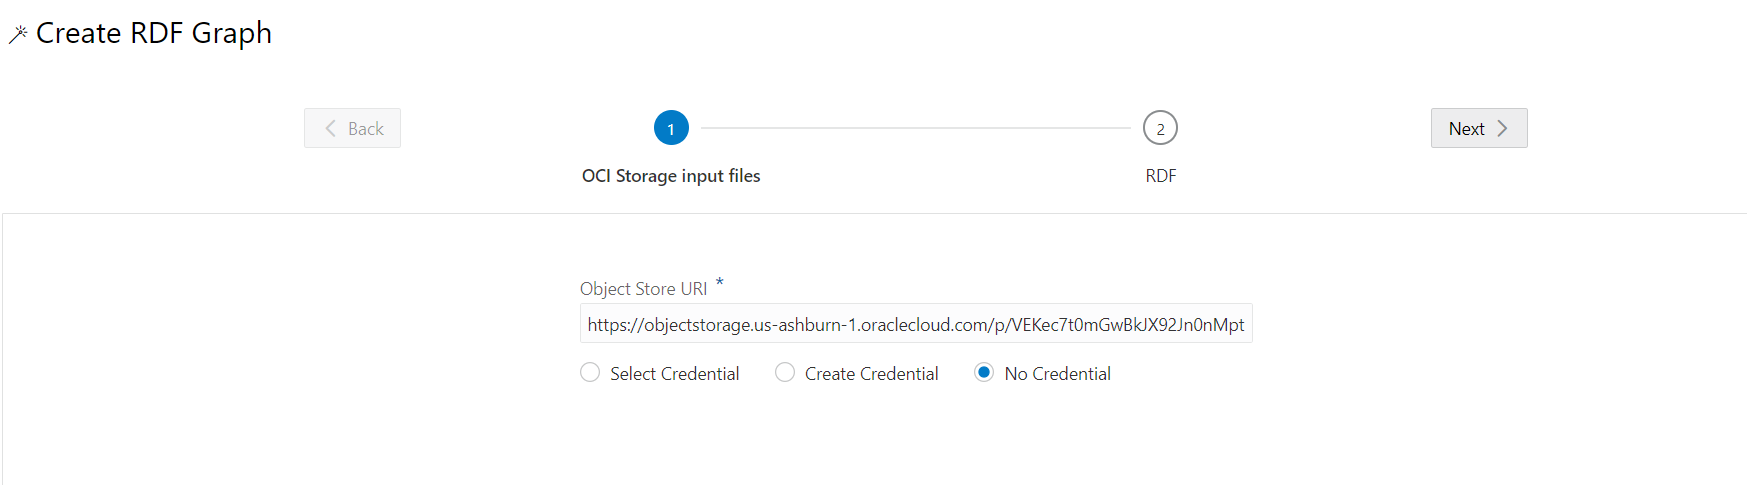 Create RDF Graph
Back
1
2
Next
OCI Storage input files
RDF
Object Store URI *
https://objectstorage.us-ashburn-1.oraclecloud.com/p/VEKec7t0mGwBkJX92Jn0nMpt
Select Credential
Create Credential
No Credential